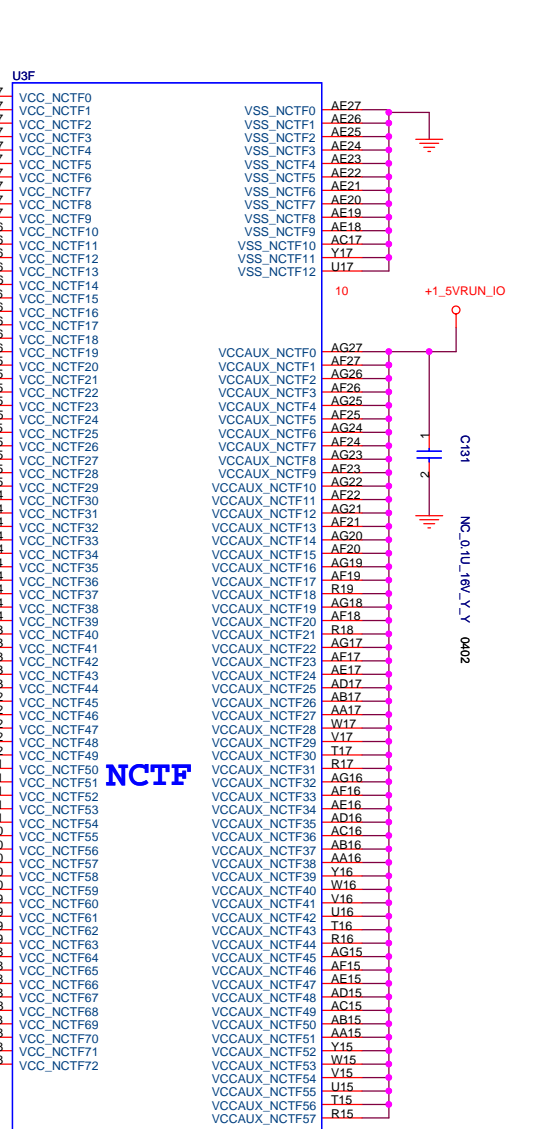 U3F
VCC_NCTF0
VCC_NCTF1
VCC_NCTF2
VCC_NCTF3
VCC_NCTF4
VCC_NCTF5
VCC_NCTF6
VCC_NCTF7
VCC_NCTF8
VCC_NCTF9
VCC_NCTF10
VCC_NCTF11
VCC_NCTF12
VCC_NCTF13
VCC_NCTF14
VCC_NCTF15
VCC_NCTF16
VCC_NCTF17
VCC_NCTF18
VCC_NCTF19
VCC_NCTF20
VCC_NCTF21
VCC_NCTF22
VCC_NCTF23
VCC_NCTF24
VCC_NCTF25
VCC_NCTF26
VCC_NCTF27
VCC_NCTF28
VCC_NCTF29
VCC_NCTF30
VCC_NCTF31
VCC_NCTF32
VCC_NCTF33
VCC_NCTF34
VCC_NCTF35
VCC_NCTF36
VCC_NCTF37
VCC_NCTF38
VCC_NCTF39
VCC_NCTF40
VCC_NCTF41
VCC_NCTF42
VCC_NCTF43
VCC_NCTF44
VCC_NCTF45
VCC_NCTF46
VCC_NCTF47
VCC_NCTF48
VCC_NCTF49
VCC_NCTF50
VCC_NCTF51
VCC_NCTF52
VCC_NCTF53
VCC_NCTF54
VCC_NCTF55
VCC_NCTF56
VCC_NCTF57
VCC_NCTF58
VCC_NCTF59
VCC_NCTF60
VCC_NCTF61
VCC_NCTF62
VCC_NCTF63
VCC_NCTF64
VCC_NCTF65
VCC_NCTF66
VCC_NCTF67
VCC_NCTF68
VCC_NCTF69
VCC_NCTF70
VCC_NCTF71
VCC_NCTF72
NCTF
VSS_NCTF0 AE27
VSS_NCTF1 AE26
VSS_NCTF2 AE25
VSS_NCTF3 AE24
VSS_NCTF4 AE23
VSS_NCTF5 AE22
VSS_NCTF6 AE21
VSS_NCTF7 AE20
VSS_NCTF8 AE19
VSS_NCTF9 AE18
VSS_NCTF10 AC17
VSS_NCTF11 Y17
VSS_NCTF12 U17
10
+1_5VRUN_IO
VCCAUX_NCTF0 AG27
VCCAUX_NCTF1 AF27
VCCAUX_NCTF2 AG26
VCCAUX_NCTF3 AF26
VCCAUX_NCTF4 AG25
VCCAUX_NCTF5 AF25
VCCAUX_NCTF6 AG24
VCCAUX_NCTF7 AF24
VCCAUX_NCTF8 AG23
VCCAUX_NCTF9 AF23
VCCAUX_NCTF10 AG22
VCCAUX_NCTF11 AF22
VCCAUX_NCTF12 AG21
VCCAUX_NCTF13 AF21
VCCAUX_NCTF14 AG20
VCCAUX_NCTF15 AF20
VCCAUX_NCTF16 AG19
VCCAUX_NCTF17 AF19
VCCAUX_NCTF18 R19
VCCAUX_NCTF19 AG18
VCCAUX_NCTF20 AF18
VCCAUX_NCTF21 R18
VCCAUX_NCTF22 AG17
VCCAUX_NCTF23 AF17
VCCAUX_NCTF24 AE17
VCCAUX_NCTF25 AD17
VCCAUX_NCTF26 AB17
VCCAUX_NCTF27 AA17
VCCAUX_NCTF28 W17
VCCAUX_NCTF29 V17
VCCAUX_NCTF30 T17
VCCAUX_NCTF31 R17
VCCAUX_NCTF32 AG16
VCCAUX_NCTF33 AF16
VCCAUX_NCTF34 AE16
VCCAUX_NCTF35 AD16
VCCAUX_NCTF36 AC16
VCCAUX_NCTF37 AB16
VCCAUX_NCTF38 AA16
VCCAUX_NCTF39 Y16
VCCAUX_NCTF40 W16
VCCAUX_NCTF41 V16
VCCAUX_NCTF42 U16
VCCAUX_NCTF43 T16
VCCAUX_NCTF44 R16
VCCAUX_NCTF45 AG15
VCCAUX_NCTF46 AF15
VCCAUX_NCTF47 AE15
VCCAUX_NCTF48 AD15
VCCAUX_NCTF49 AC15
VCCAUX_NCTF50 AB15
VCCAUX_NCTF51 AA15
VCCAUX_NCTF52 Y15
VCCAUX_NCTF53 W15
VCCAUX_NCTF54 V15
VCCAUX_NCTF55 U15
VCCAUX_NCTF56 T15
VCCAUX_NCTF57 R15
1
2
C131
NC_0.1U_16V_Y_Y 0402